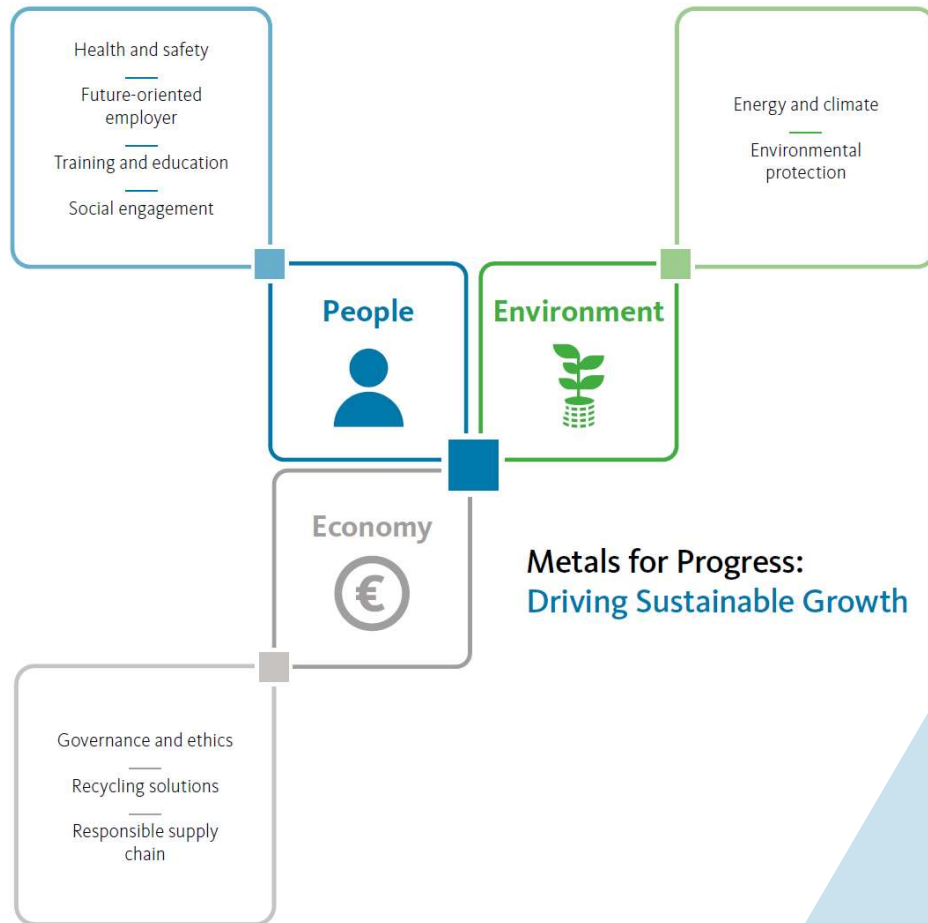 Health and safety
Future-oriented
employer
Training and education
Social engagement
Energy and climate
Environmental
protection
People
Environment
Economy
€
Metals for Progress:
Driving Sustainable Growth
Governance and ethics
Recycling solutions
Responsible supply
chain